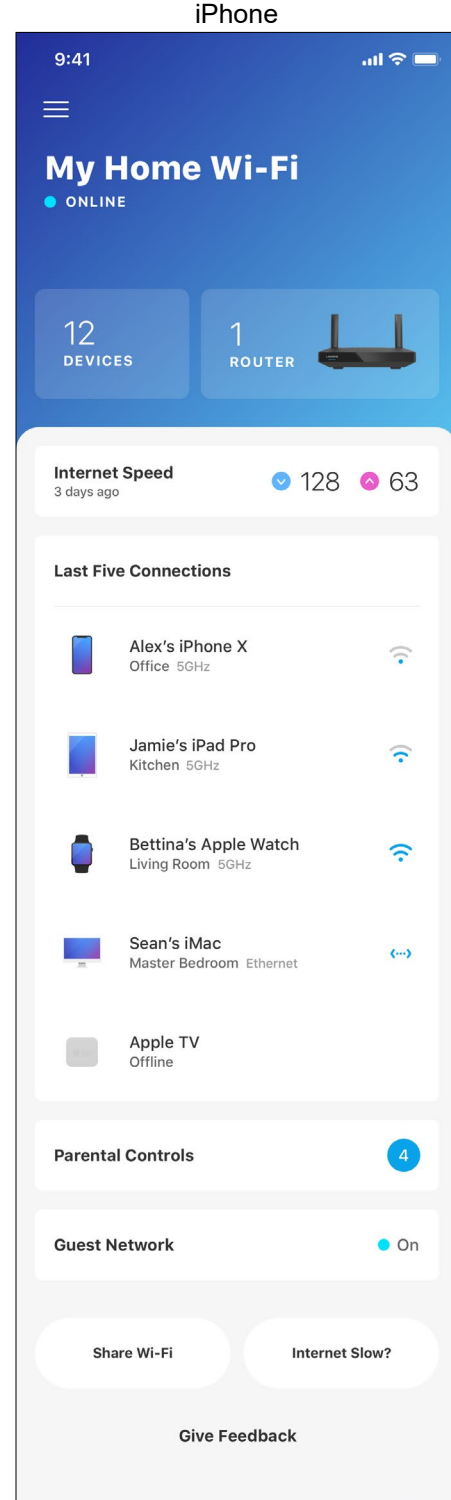 iPhone
9:41
My Home Wi-Fi
ONLINE
12
DEVICES
1
ROUTER
Internet Speed
3 days ago
128
63
Last Five Connections
Alex's iPhone X
Office 5GHz
Jamie's iPad Pro
Kitchen 5GHz
Bettina's Apple Watch
Living Room 5GHz
Sean's iMac
Master Bedroom Ethernet
Apple TV
Offline
Parental Controls
4
Guest Network
On
Share Wi-Fi
Internet Slow?
Give Feedback